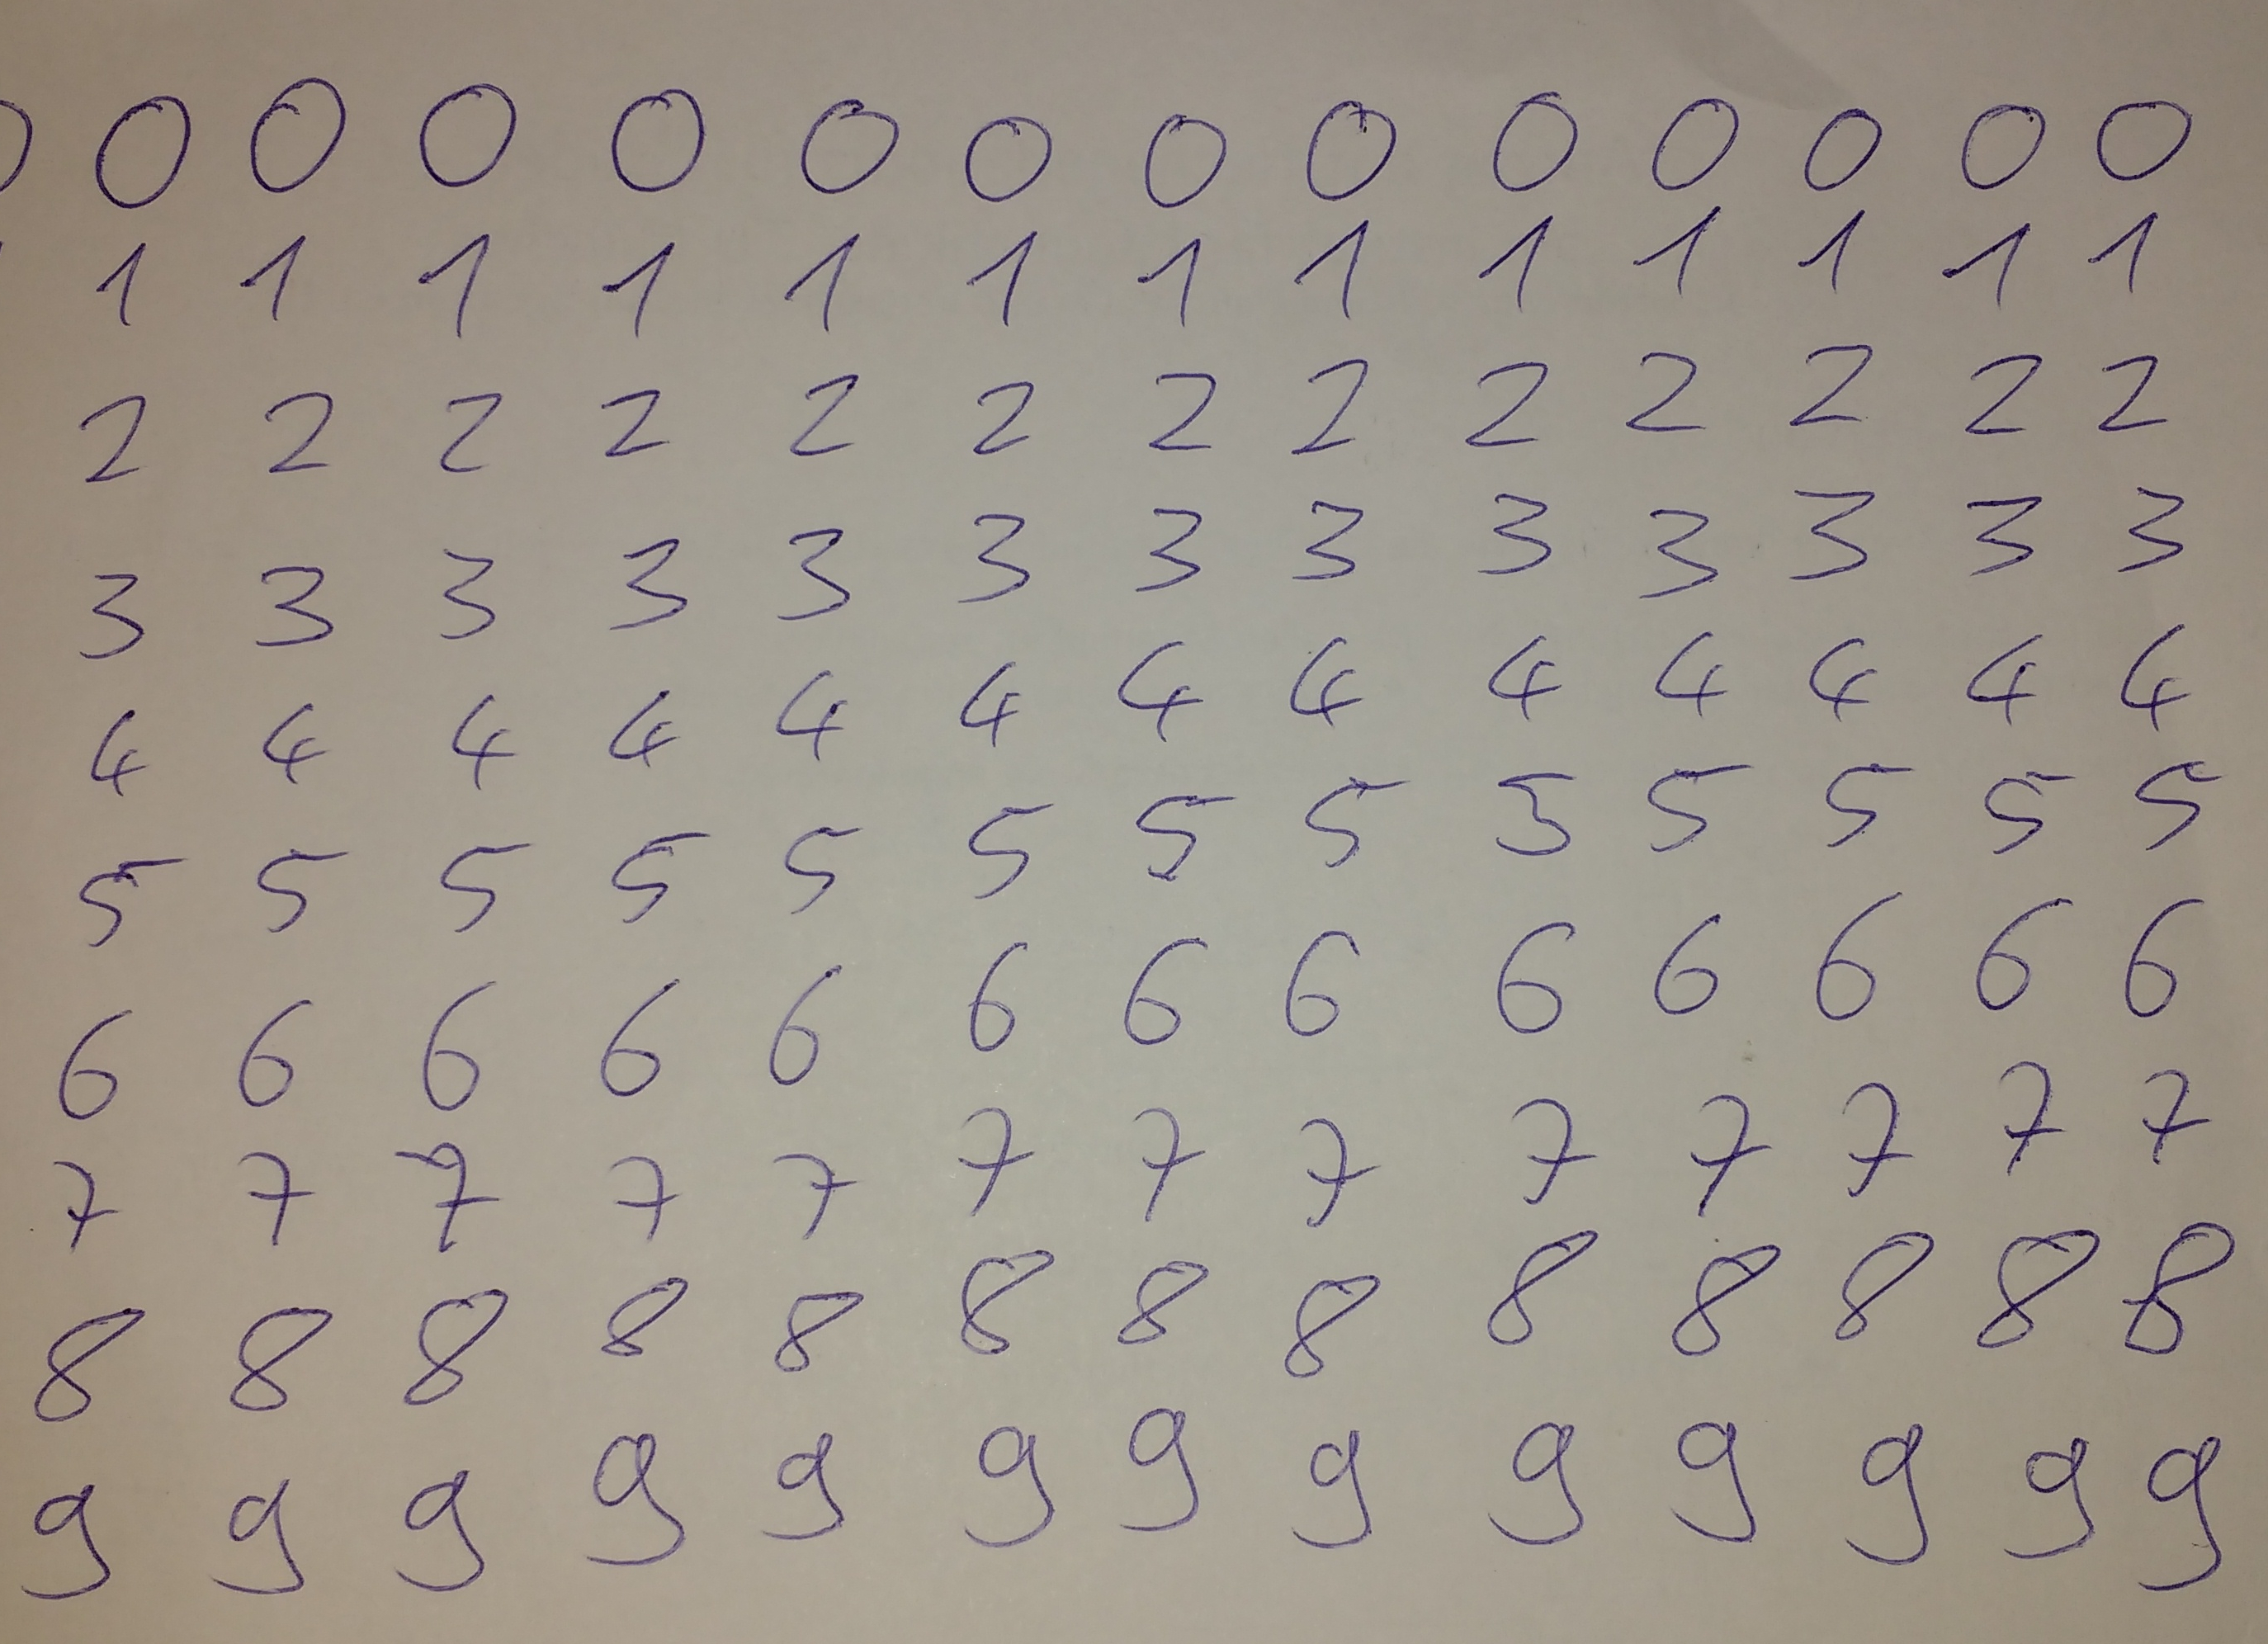 0 0 0 0 0 0 0 0 0 0 0 0 0 0
1 1 1 1 1 1 1 1 1 1 1 1 1
2 2 2 2 2 2 2 2 2 2 2 2 2
3 3 3 3 3 3 3 3 3 3 3 3 3
4 4 4 4 4 4 4 4 4 4 4 4 4
5 5 5 5 5 5 5 5 5 5 5 5 5
6 6 6 6 6 6 6 6 6 6 6 6 6
7 7 7 7 7 7 7 7 7 7 7 7 7
8 8 8 8 8 8 8 8 8 8 8 8 8
9 9 9 9 9 9 9 9 9 9 9 9 9